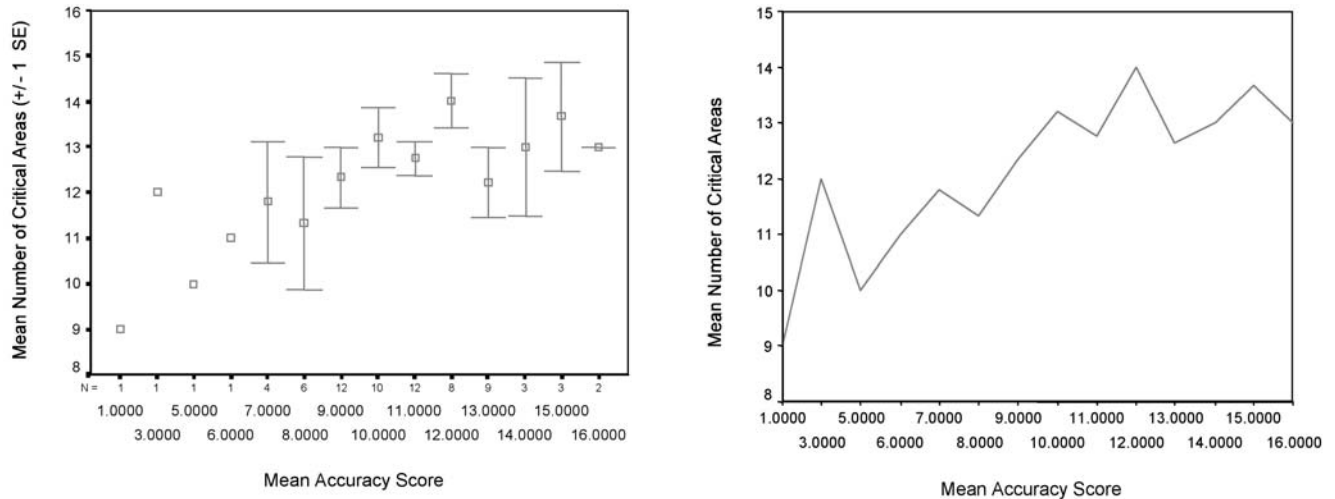 Mean Number of Critical Areas (+/- 1 SE)
16
15
14
13
12
11
10
9
8
N = 1 1 1 1 4 6 12 10 12 8 9 3 3 2
1.0000 5.0000 7.0000 9.0000 11.0000 13.0000 15.0000
3.0000 6.0000 8.0000 10.0000 12.0000 14.0000 16.0000
Mean Accuracy Score
Mean Number of Critical Areas
15
14
13
12
11
10
9
8
1.0000 5.0000 7.0000 9.0000 11.0000 13.0000 15.0000
3.0000 6.0000 8.0000 10.0000 12.0000 14.0000 16.0000
Mean Accuracy Score